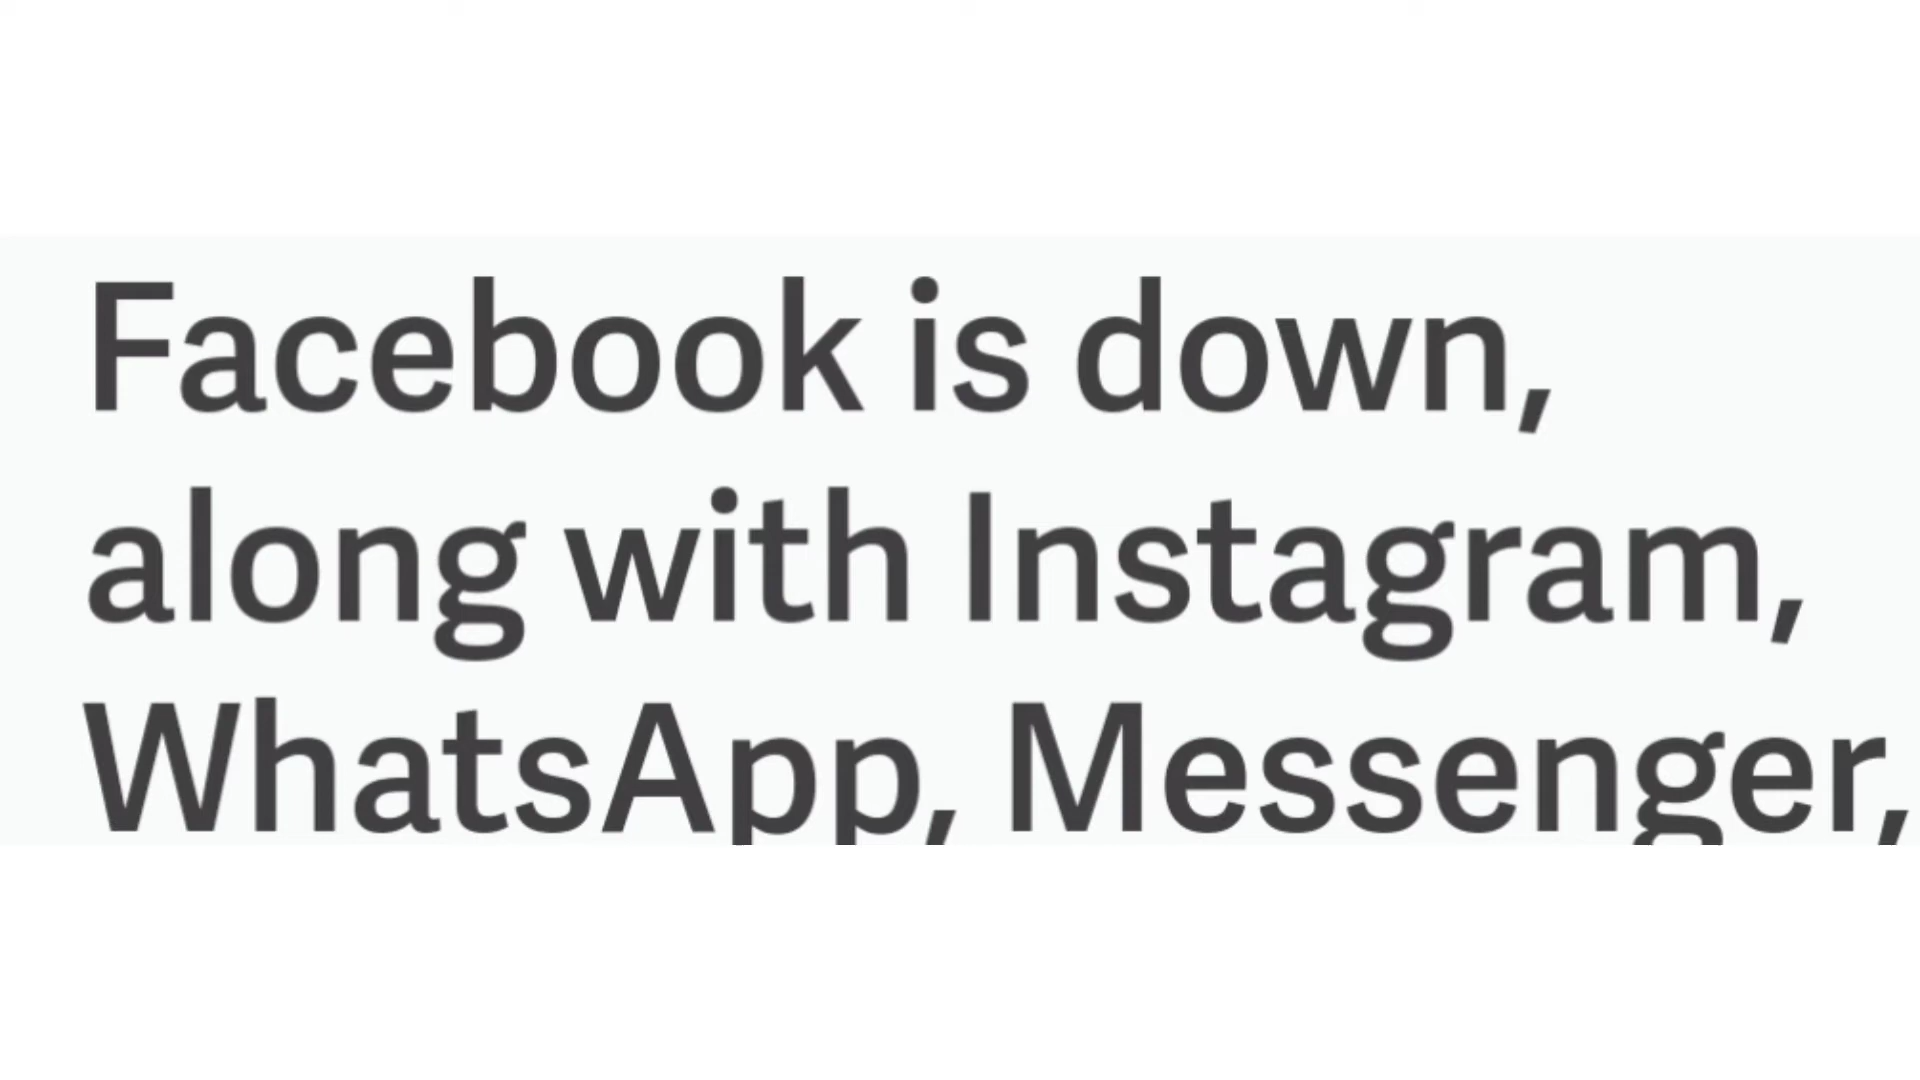 Facebook is down,
along with Instagram,
WhatsApp, Messenger,